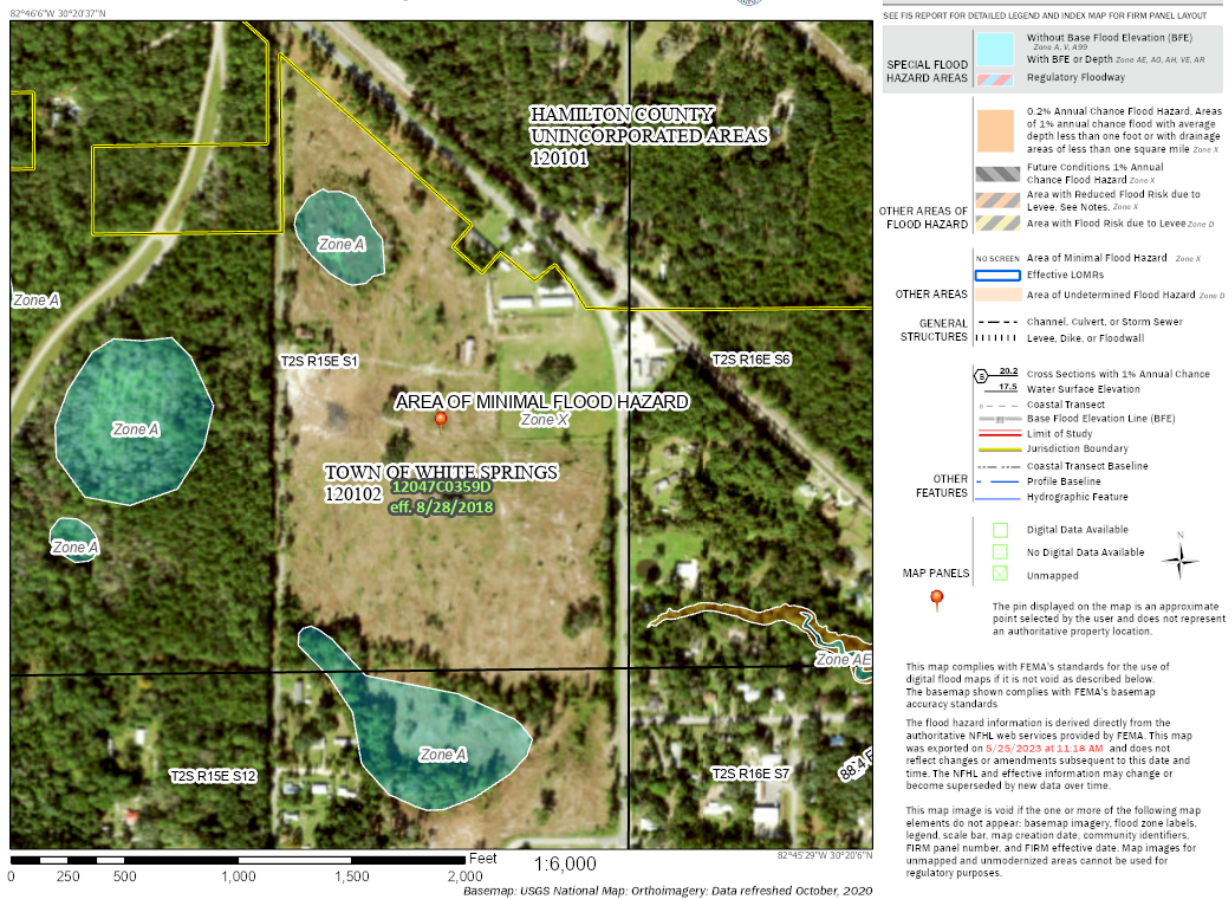 82°46'6"W 30°20'37"N
HAMILTON COUNTY
UNINCORPORATED AREAS
120101
Zone A
Zone A
T2S R15E S1
T2S R16E S6
AREA OF MINIMAL FLOOD HAZARD
Zone X
Zone A
TOWN OF WHITE SPRINGS
120102
12047C0359D
eff. 8/28/2018
Zone A
Zone AE
Zone A
T2S R15E S12
T2S R16E S7
88.4 F
82°45'29"W 30°20'6"N
Feet
1:6,000
0 250 500 1,000 1,500 2,000
Basemap: USGS National Map: Orthoimagery: Data refreshed October, 2020
SEE FIS REPORT FOR DETAILED LEGEND AND INDEX MAP FOR FIRM PANEL LAYOUT
SPECIAL FLOOD
HAZARD AREAS
Without Base Flood Elevation (BFE)
Zone A, V, A99
With BFE or Depth Zone AE, AO, AH, VE, AR
Regulatory Floodway
OTHER AREAS OF
FLOOD HAZARD
0.2% Annual Chance Flood Hazard, Areas
of 1% annual chance flood with average
depth less than one foot or with drainage
areas of less than one square mile Zone X
Future Conditions 1% Annual
Chance Flood Hazard Zone X
Area with Reduced Flood Risk due to
Levee. See Notes. Zone X
Area with Flood Risk due to Levee Zone D
OTHER AREAS
NO SCREEN Area of Minimal Flood Hazard Zone X
Effective LOMRs
Area of Undetermined Flood Hazard Zone D
GENERAL
STRUCTURES
Channel, Culvert, or Storm Sewer
Levee, Dike, or Floodwall
OTHER
FEATURES
20.2 Cross Sections with 1% Annual Chance
17.5 Water Surface Elevation
Coastal Transect
Base Flood Elevation Line (BFE)
Limit of Study
Jurisdiction Boundary
Coastal Transect Baseline
Profile Baseline
Hydrographic Feature
MAP PANELS
Digital Data Available
No Digital Data Available
Unmapped
N
The pin displayed on the map is an approximate
point selected by the user and does not represent
an authoritative property location.
This map complies with FEMA's standards for the use of
digital flood maps if it is not void as described below.
The basemap shown complies with FEMA's basemap
accuracy standards
The flood hazard information is derived directly from the
authoritative NFHL web services provided by FEMA. This map
was exported on 5/25/2023 at 11:18 AM and does not
reflect changes or amendments subsequent to this date and
time. The NFHL and effective information may change or
become superseded by new data over time.
This map image is void if the one or more of the following map
elements do not appear: basemap imagery, flood zone labels,
legend, scale bar, map creation date, community identifiers,
FIRM panel number, and FIRM effective date. Map images for
unmapped and unmodernized areas cannot be used for
regulatory purposes.